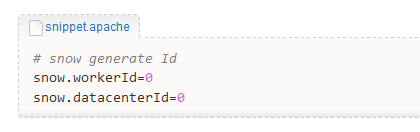 snippet.apache
# snow generate Id
snow.workerId=0
snow.datacenterId=0